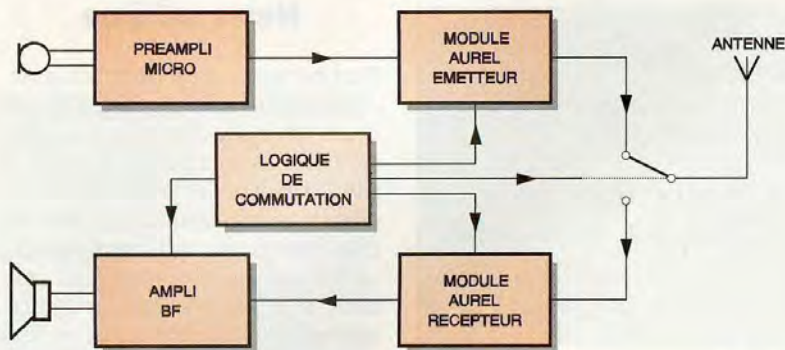 PREAMPLI
MICRO
MODULE
AUREL
EMETTEUR
ANTENNE
LOGIQUE
DE
COMMUTATION
AMPLI
BF
MODULE
AUREL
RECEPTEUR